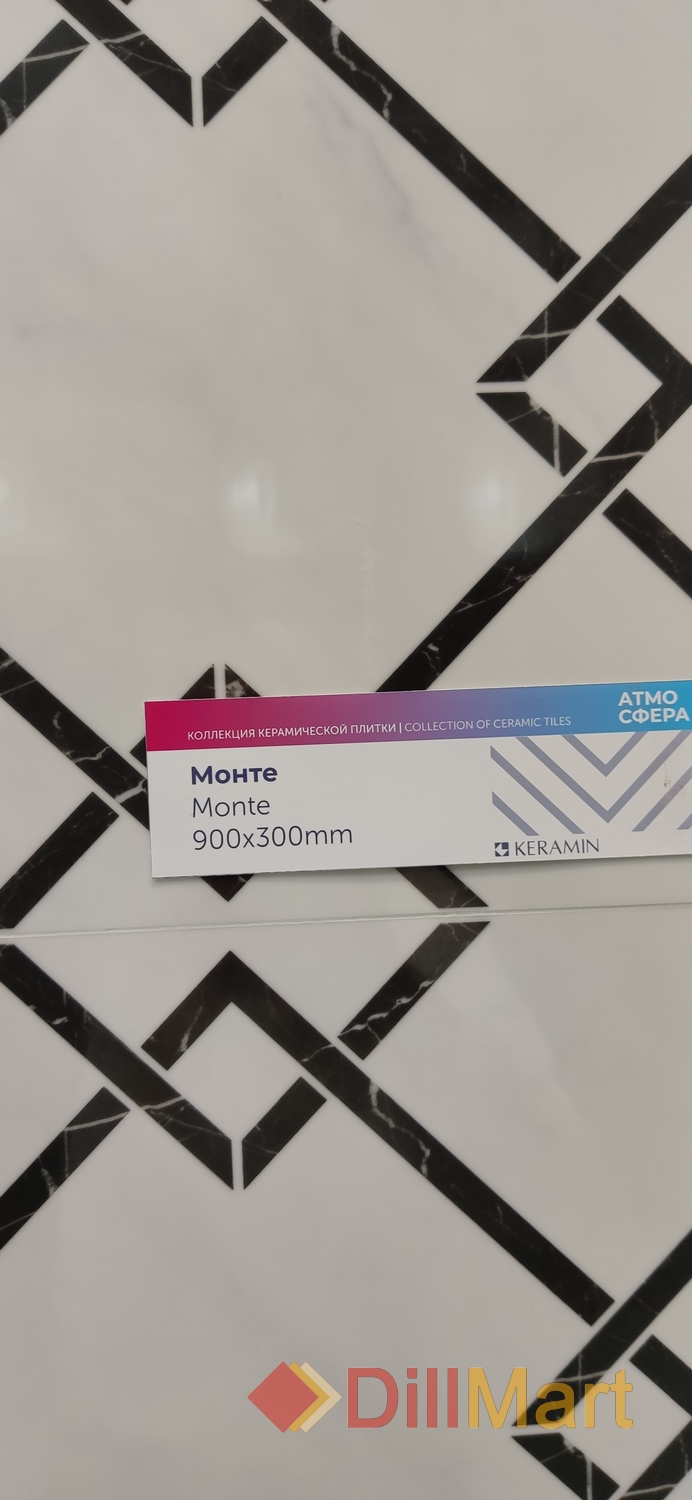 КОЛЛЕКЦИЯ КЕРАМИЧЕСКОЙ ПЛИТКИ | COLLECTION OF CERAMIC TILES
АТМО
СФЕРА
Монте
Monte
900x300mm
KERAMIN
DillMart